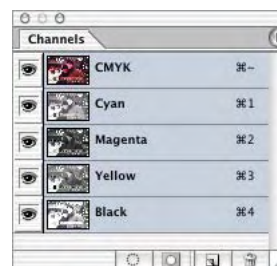 Channels
CMYK ⌘~
Cyan ⌘1
Magenta ⌘2
Yellow ⌘3
Black ⌘4